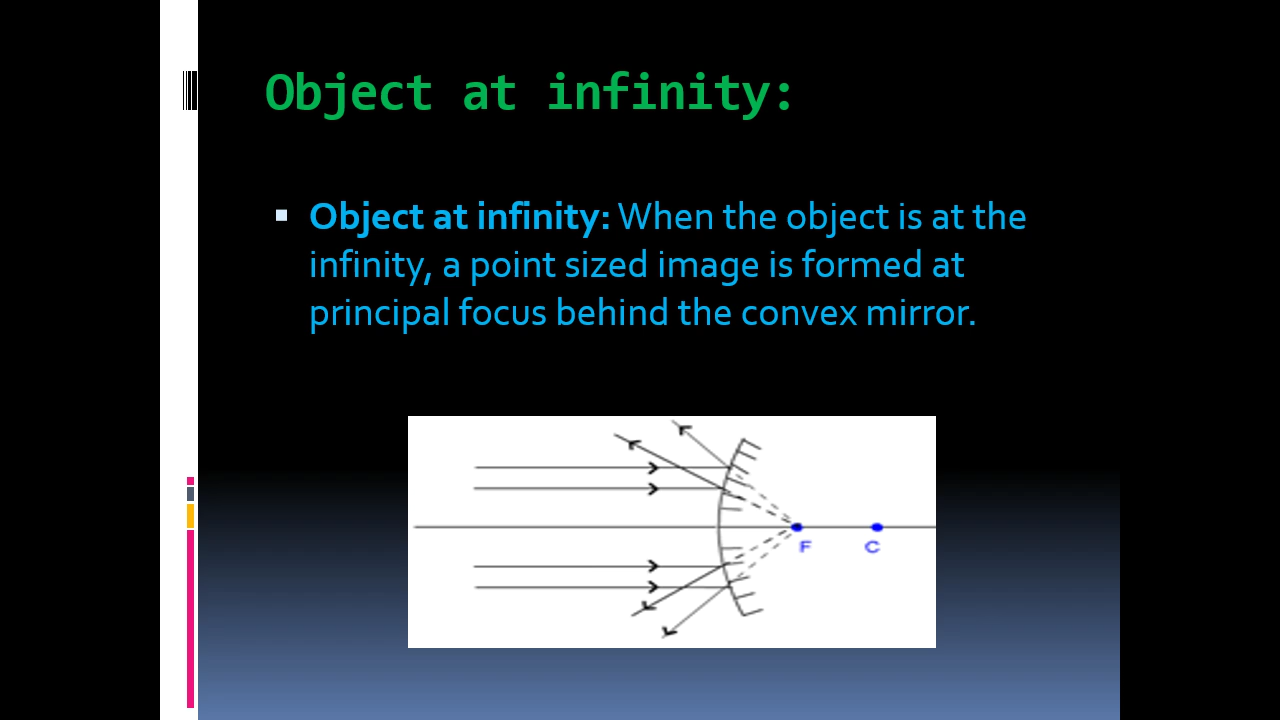 Object at infinity:
Object at infinity: When the object is at the
infinity, a point sized image is formed at
principal focus behind the convex mirror.
F
C